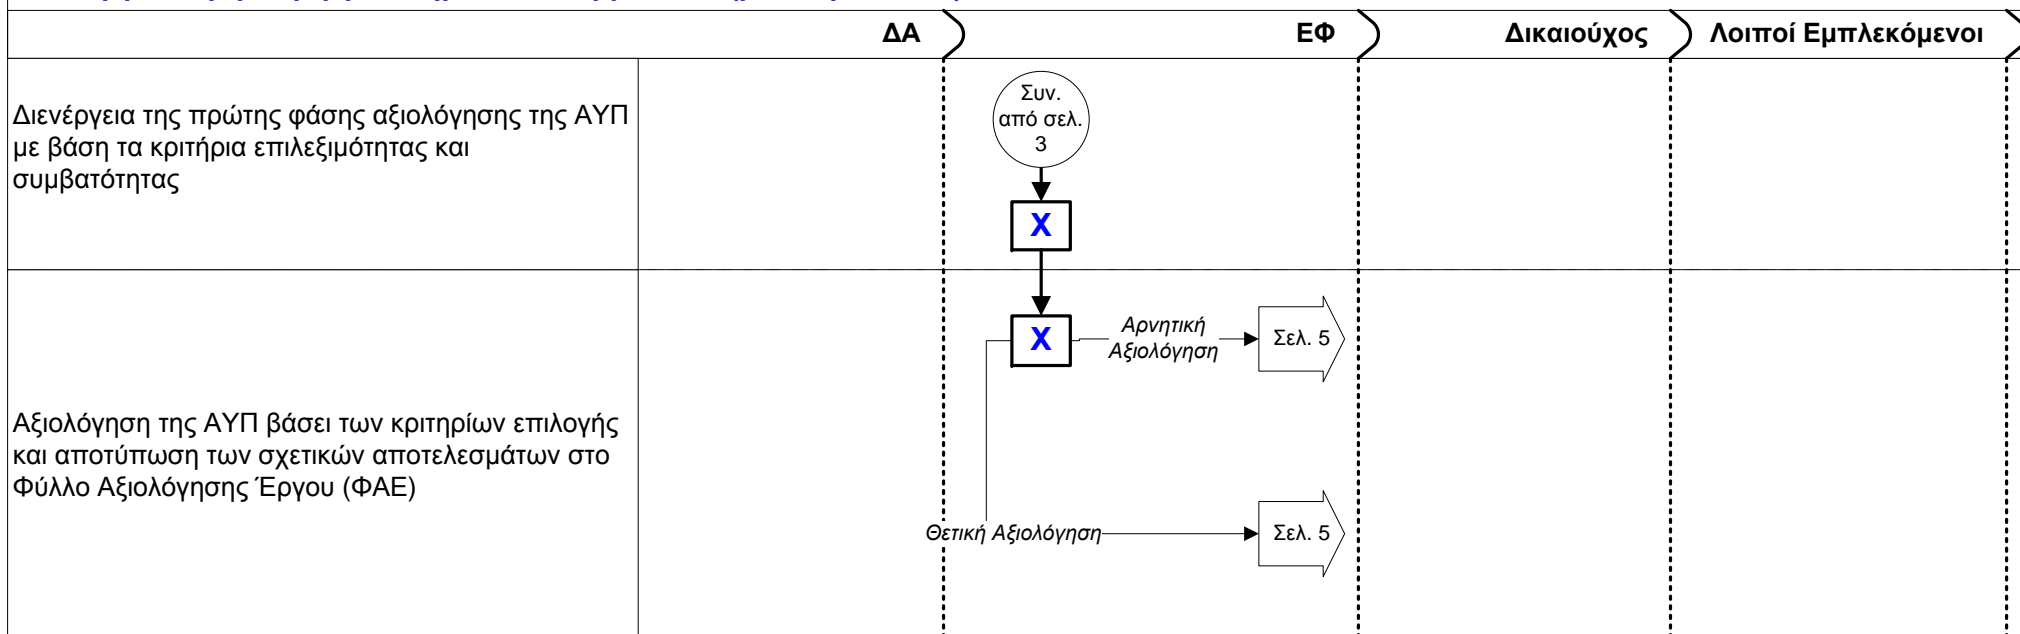 ΔΑ
ΕΦ
Δικαιούχος
Λοιποί Εμπλεκόμενοι
Διενέργεια της πρώτης φάσης αξιολόγησης της ΑΥΠ
με βάση τα κριτήρια επιλεξιμότητας και
συμβατότητας
Συν.
από σελ.
3
X
Αξιολόγηση της ΑΥΠ βάσει των κριτηρίων επιλογής
και αποτύπωση των σχετικών αποτελεσμάτων στο
Φύλλο Αξιολόγησης Έργου (ΦΑΕ)
X
Αρνητική
Αξιολόγηση
Σελ. 5
Θετική Αξιολόγηση
Σελ. 5